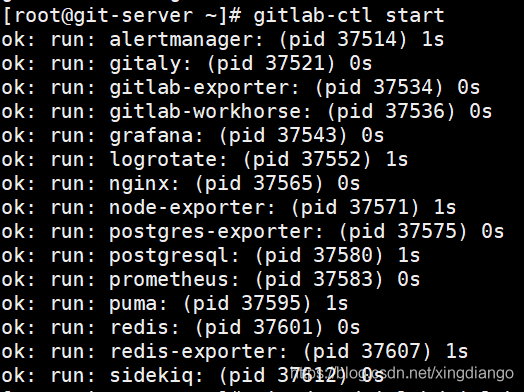 [root@git-server ~]# gitlab-ctl start
ok: run: alertmanager: (pid 37514) 1s
ok: run: gitaly: (pid 37521) 0s
ok: run: gitlab-exporter: (pid 37534) 0s
ok: run: gitlab-workhorse: (pid 37536) 0s
ok: run: grafana: (pid 37543) 0s
ok: run: logrotate: (pid 37552) 1s
ok: run: nginx: (pid 37565) 0s
ok: run: node-exporter: (pid 37571) 1s
ok: run: postgres-exporter: (pid 37575) 0s
ok: run: postgresql: (pid 37580) 1s
ok: run: prometheus: (pid 37583) 0s
ok: run: puma: (pid 37595) 1s
ok: run: redis: (pid 37601) 0s
ok: run: redis-exporter: (pid 37607) 1s
ok: run: sidekiq: (pid 37612) 0s
https://blog.csdn.net/xingdiango